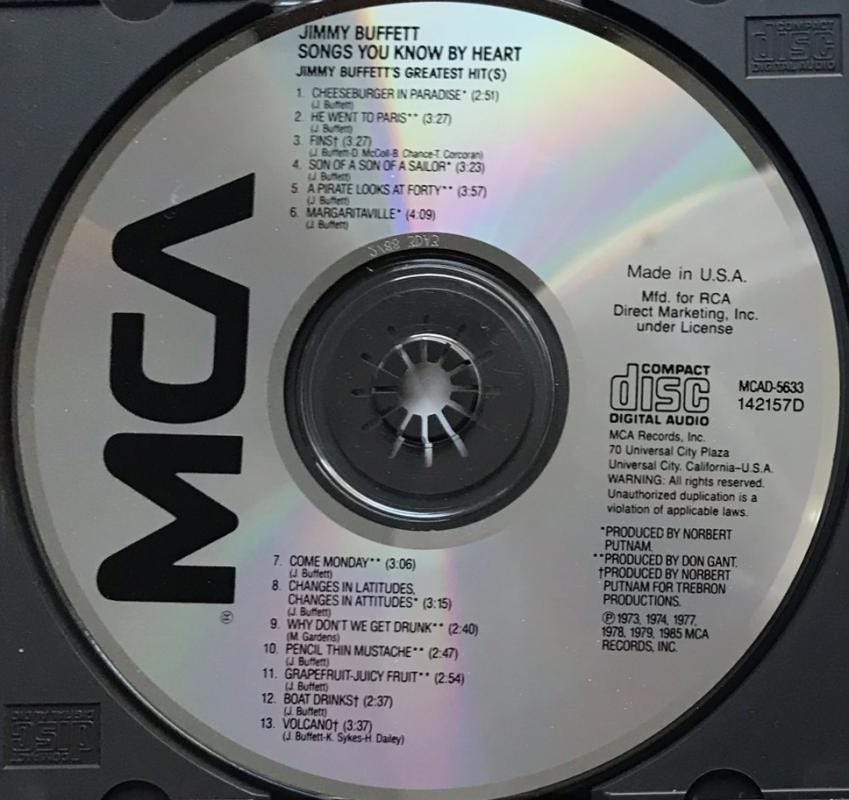 JIMMY BUFFETT
SONGS YOU KNOW BY HEART
JIMMY BUFFETT'S GREATEST HIT(S)
1. CHEESEBURGER IN PARADISE* (2:51)
(J. Buffett)
2. HE WENT TO PARIS** (3:27)
(J. Buffett)
3. FINS† (3:27)
(J. Buffett-D. McColl-B. Chance-T. Corcoran)
4. SON OF A SON OF A SAILOR* (3:23)
(J. Buffett)
5. A PIRATE LOOKS AT FORTY** (3:57)
(J. Buffett)
6. MARGARITAVILLE* (4:09)
(J. Buffett)
MCA
®
Made in U.S.A.
Mfd. for RCA
Direct Marketing, Inc.
under License
COMPACT
disc
DIGITAL AUDIO
MCAD-5633
142157D
MCA Records, Inc.
70 Universal City Plaza
Universal City, California-U.S.A.
WARNING: All rights reserved.
Unauthorized duplication is a
violation of applicable laws.
*PRODUCED BY NORBERT
PUTNAM.
**PRODUCED BY DON GANT.
†PRODUCED BY NORBERT
PUTNAM FOR TREBRON
PRODUCTIONS.
℗ 1973, 1974, 1977,
1978, 1979, 1985 MCA
RECORDS, INC.
7. COME MONDAY** (3:06)
(J. Buffett)
8. CHANGES IN LATITUDES,
CHANGES IN ATTITUDES* (3:15)
(J. Buffett)
9. WHY DON'T WE GET DRUNK** (2:40)
(M. Gardens)
10. PENCIL THIN MUSTACHE** (2:47)
(J. Buffett)
11. GRAPEFRUIT-JUICY FRUIT** (2:54)
(J. Buffett)
12. BOAT DRINKS† (2:37)
(J. Buffett)
13. VOLCANO† (3:37)
(J. Buffett-K. Sykes-H. Dailey)
COMPACT
disc
DIGITAL AUDIO